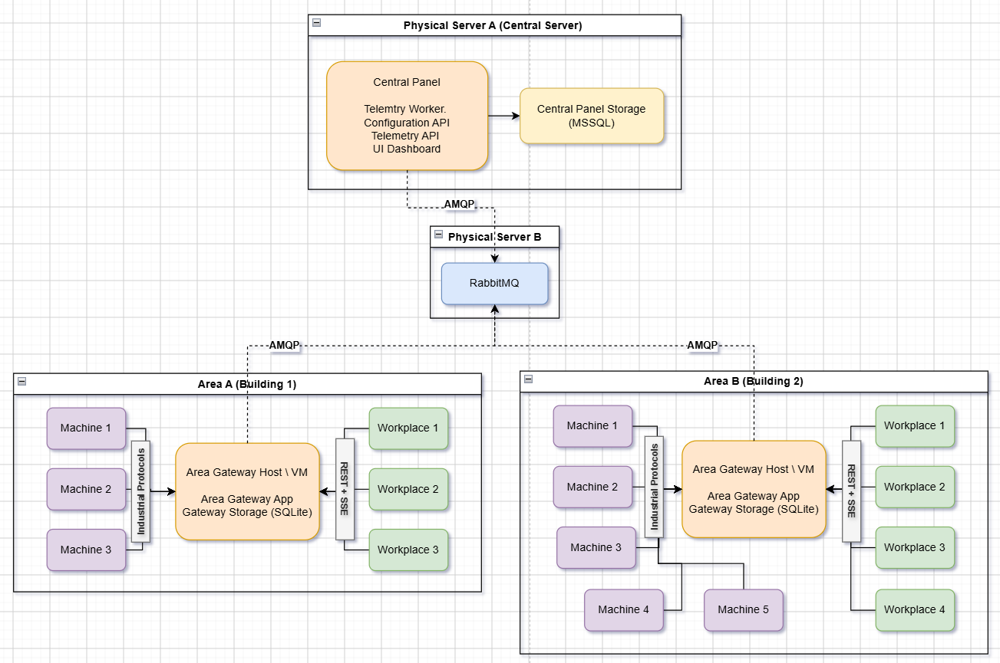 Physical Server A (Central Server)
Central Panel
Telemtry Worker.
Configuration API
Telemetry API
UI Dashboard
Central Panel Storage
(MSSQL)
AMQP
Physical Server B
RabbitMQ
AMQP
AMQP
Area A (Building 1)
Machine 1
Machine 2
Machine 3
Industrial Protocols
Area Gateway Host \ VM
Area Gateway App
Gateway Storage (SQLite)
REST + SSE
Workplace 1
Workplace 2
Workplace 3
Area B (Building 2)
Machine 1
Machine 2
Machine 3
Machine 4
Machine 5
Industrial Protocols
Area Gateway Host \ VM
Area Gateway App
Gateway Storage (SQLite)
REST + SSE
Workplace 1
Workplace 2
Workplace 3
Workplace 4